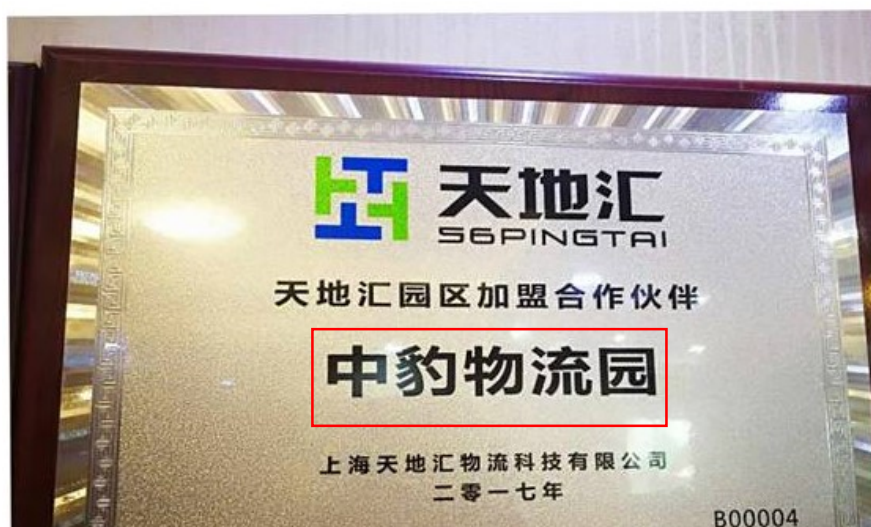 天地汇
56PINGTAI
天地汇园区加盟合作伙伴
中豹物流园
上海天地汇物流科技有限公司
二零一七年
B00004